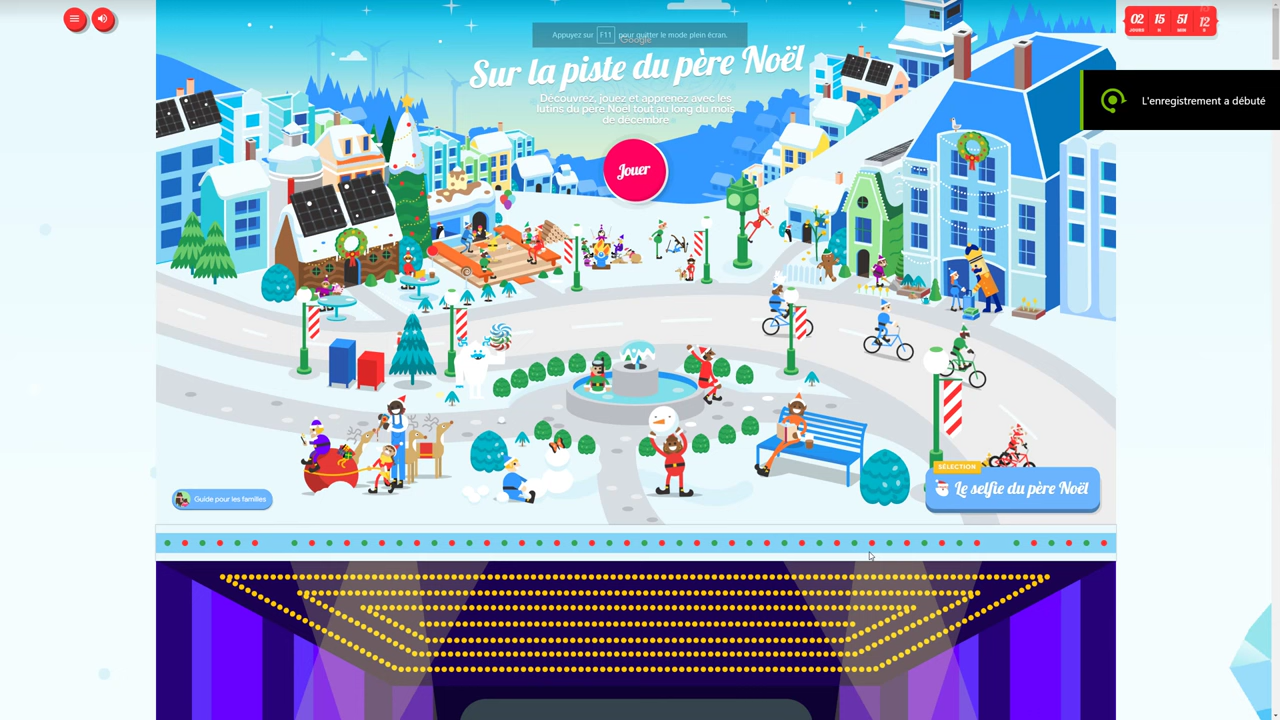 Appuyez sur F11 pour quitter le mode plein écran.
Google
02 15 51 12
JOURS H MIN S
Sur la piste du père Noël
L'enregistrement a débuté
Découvrez, jouez et apprenez avec les
lutins du père Noël tout au long du mois
de décembre
Jouer
SÉLECTION
Le selfie du père Noël
Guide pour les familles